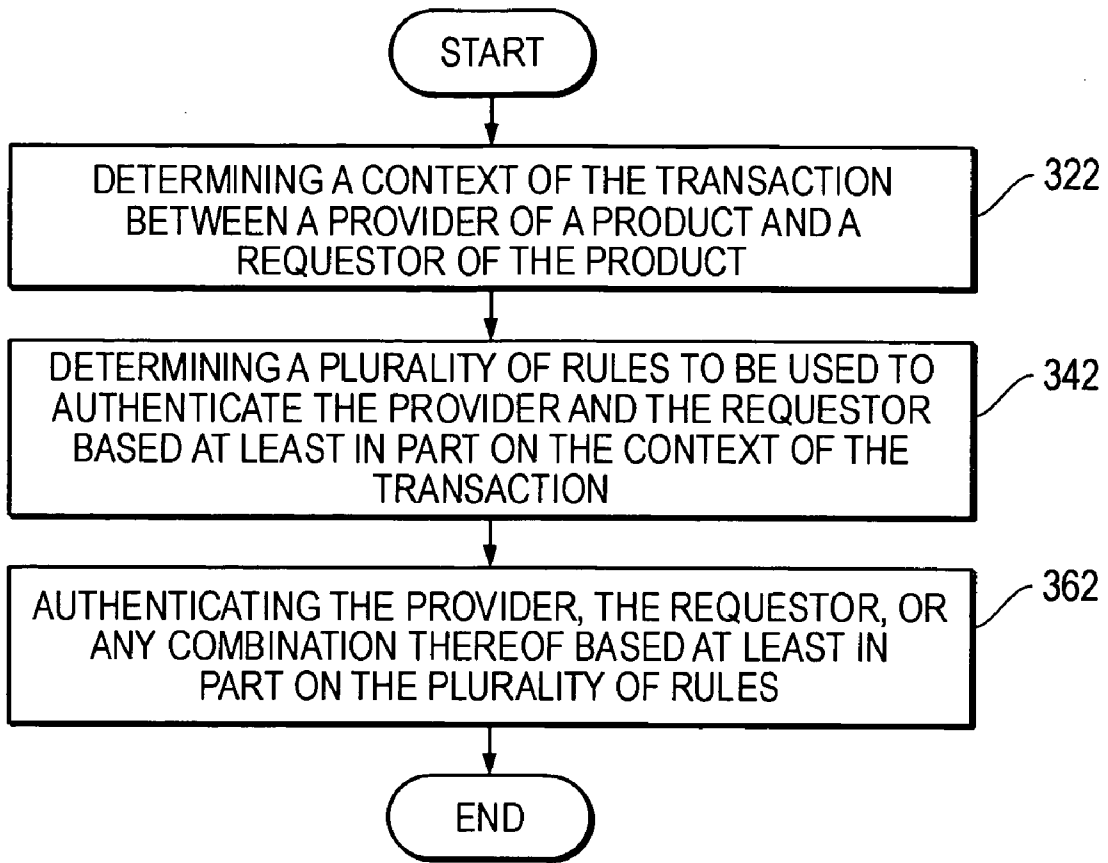 START
DETERMINING A CONTEXT OF THE TRANSACTION
BETWEEN A PROVIDER OF A PRODUCT AND A
REQUESTOR OF THE PRODUCT
322
DETERMINING A PLURALITY OF RULES TO BE USED TO
AUTHENTICATE THE PROVIDER AND THE REQUESTOR
BASED AT LEAST IN PART ON THE CONTEXT OF THE
TRANSACTION
342
AUTHENTICATING THE PROVIDER, THE REQUESTOR, OR
ANY COMBINATION THEREOF BASED AT LEAST IN
PART ON THE PLURALITY OF RULES
362
END